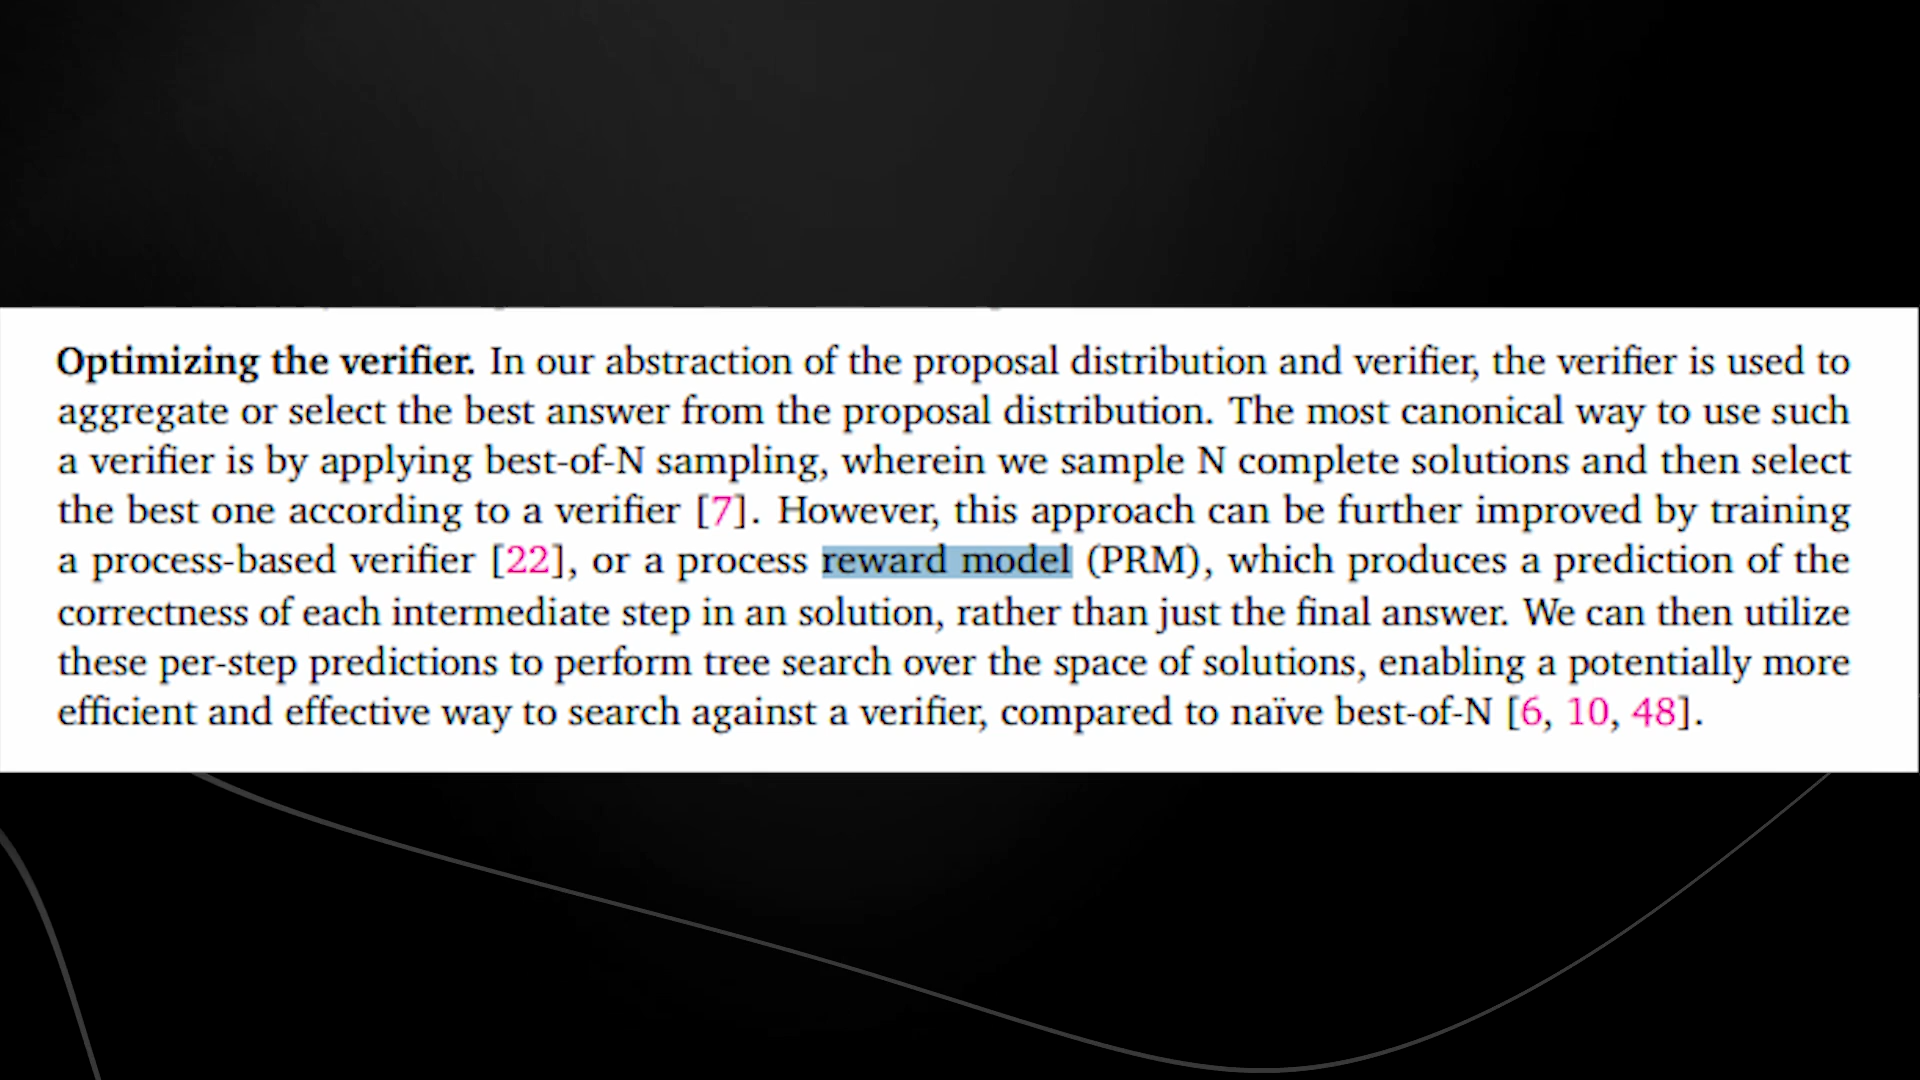 Optimizing the verifier. In our abstraction of the proposal distribution and verifier, the verifier is used to
aggregate or select the best answer from the proposal distribution. The most canonical way to use such
a verifier is by applying best-of-N sampling, wherein we sample N complete solutions and then select
the best one according to a verifier [7]. However, this approach can be further improved by training
a process-based verifier [22], or a process reward model (PRM), which produces a prediction of the
correctness of each intermediate step in an solution, rather than just the final answer. We can then utilize
these per-step predictions to perform tree search over the space of solutions, enabling a potentially more
efficient and effective way to search against a verifier, compared to naïve best-of-N [6, 10, 48].